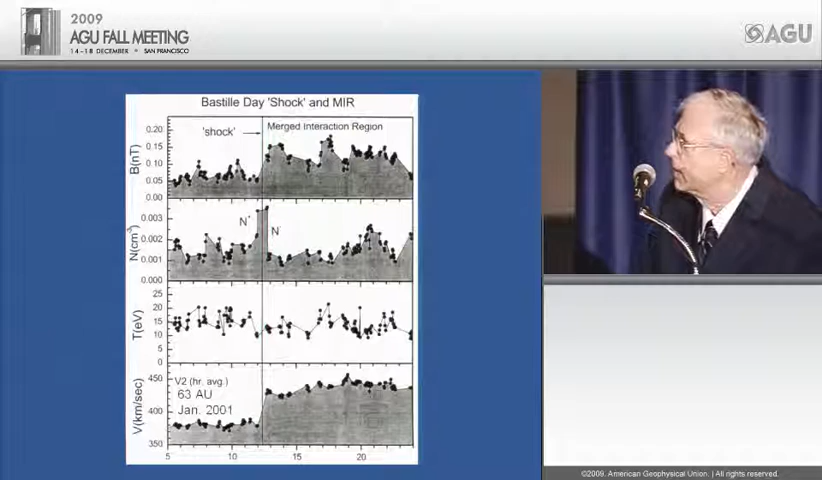 2009
AGU FALL MEETING
14–18 DECEMBER • SAN FRANCISCO
AGU
Bastille Day 'Shock' and MIR
'shock'
Merged Interaction Region
B(nT)
0.20
0.15
0.10
0.05
0.00
N(cm³)
0.003
0.002
0.001
0.000
N⁺
N⁻
T(eV)
25
20
15
10
5
0
V(km/sec)
450
400
350
V2 (hr. avg.)
63 AU
Jan. 2001
5 10 15 20
©2009. American Geophysical Union. | All rights reserved.